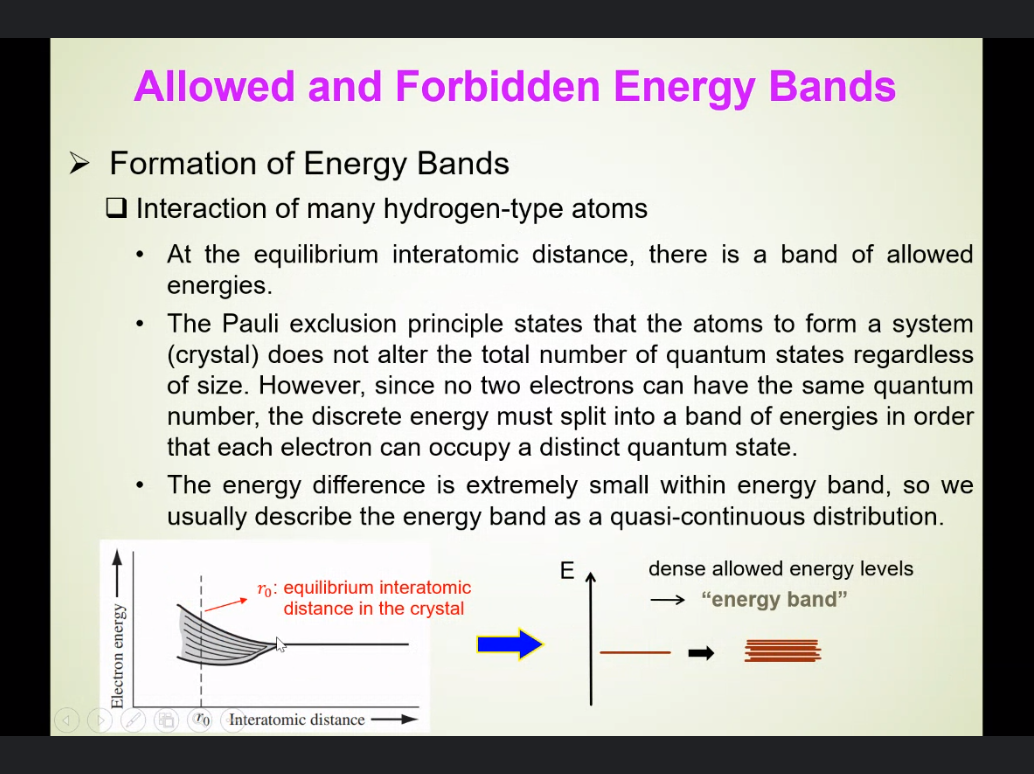 Allowed and Forbidden Energy Bands
Formation of Energy Bands
Interaction of many hydrogen-type atoms
• At the equilibrium interatomic distance, there is a band of allowed
energies.
• The Pauli exclusion principle states that the atoms to form a system
(crystal) does not alter the total number of quantum states regardless
of size. However, since no two electrons can have the same quantum
number, the discrete energy must split into a band of energies in order
that each electron can occupy a distinct quantum state.
• The energy difference is extremely small within energy band, so we
usually describe the energy band as a quasi-continuous distribution.
Electron energy
r₀: equilibrium interatomic
distance in the crystal
r₀
Interatomic distance
E
dense allowed energy levels
“energy band”